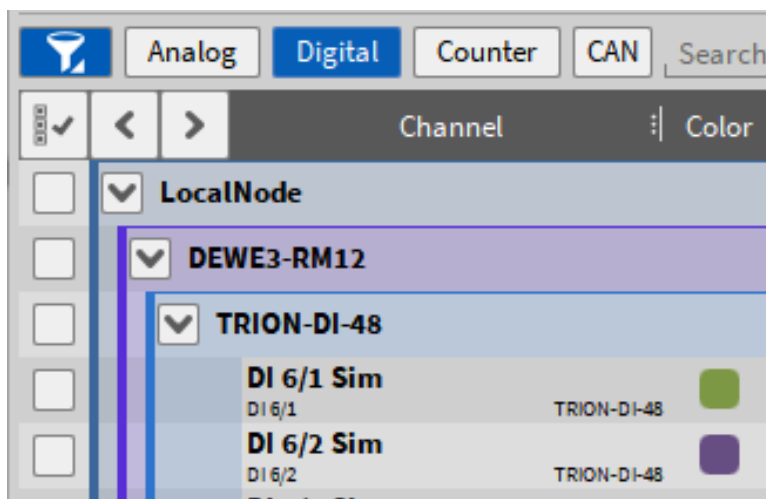 Analog Digital Counter CAN Search
Channel Color
LocalNode
DEWE3-RM12
TRION-DI-48
DI 6/1 Sim
DI 6/1 TRION-DI-48
DI 6/2 Sim
DI 6/2 TRION-DI-48